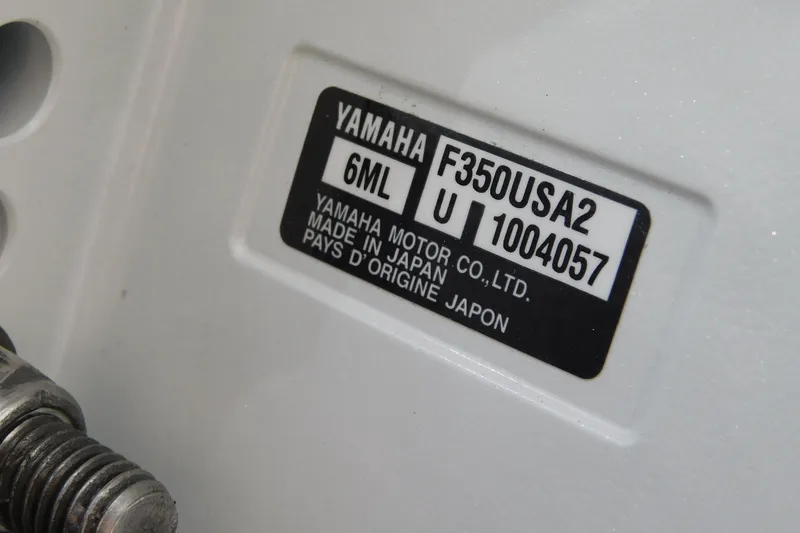 YAMAHA F350USA2
6ML U 1004057
YAMAHA MOTOR CO.,LTD.
MADE IN JAPAN
PAYS D'ORIGINE JAPON